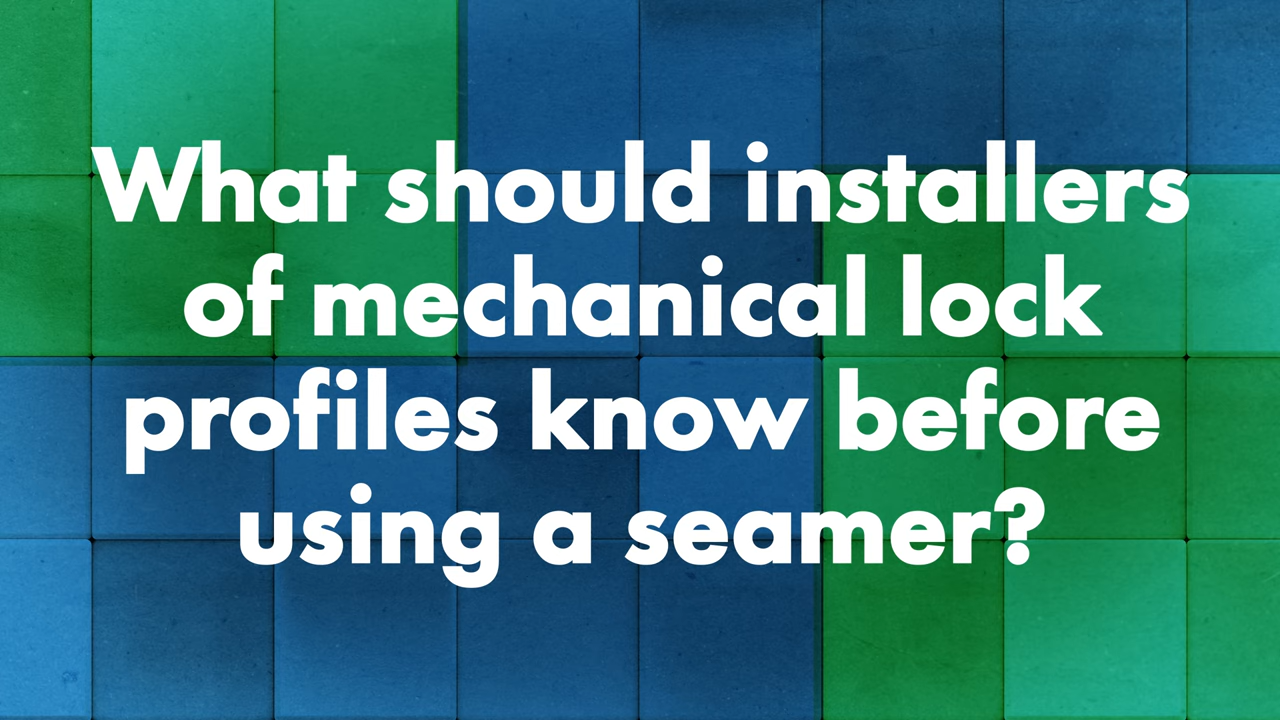 What should installers
of mechanical lock
profiles know before
using a seamer?